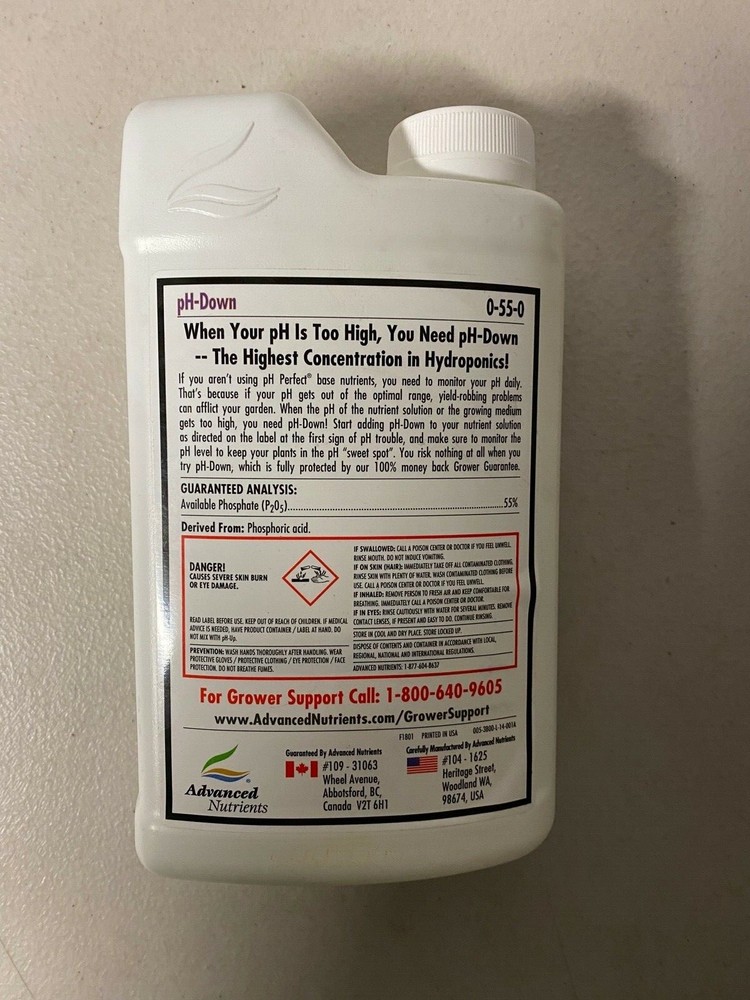 pH-Down 0-55-0
When Your pH Is Too High, You Need pH-Down
-- The Highest Concentration in Hydroponics!
If you aren't using pH Perfect® base nutrients, you need to monitor your pH daily.
That's because if your pH gets out of the optimal range, yield-robbing problems
can afflict your garden. When the pH of the nutrient solution or the growing medium
gets too high, you need pH-Down! Start adding pH-Down to your nutrient solution
as directed on the label at the first sign of pH trouble, and make sure to monitor the
pH level to keep your plants in the pH "sweet spot". You risk nothing at all when you
try pH-Down, which is fully protected by our 100% money back Grower Guarantee.
GUARANTEED ANALYSIS:
Available Phosphate (P₂O₅)..........................................................55%
Derived From: Phosphoric acid.
DANGER!
CAUSES SEVERE SKIN BURN
OR EYE DAMAGE.
READ LABEL BEFORE USE. KEEP OUT OF REACH OF CHILDREN. IF MEDICAL
ADVICE IS NEEDED, HAVE PRODUCT CONTAINER / LABEL AT HAND. DO
NOT MIX WITH pH-Up.
PREVENTION: WASH HANDS THOROUGHLY AFTER HANDLING. WEAR
PROTECTIVE GLOVES / PROTECTIVE CLOTHING / EYE PROTECTION / FACE
PROTECTION. DO NOT BREATHE FUMES.
IF SWALLOWED: CALL A POISON CENTER OR DOCTOR IF YOU FEEL UNWELL.
RINSE MOUTH. DO NOT INDUCE VOMITING.
IF ON SKIN (HAIR): IMMEDIATELY TAKE OFF ALL CONTAMINATED CLOTHING.
RINSE SKIN WITH PLENTY OF WATER. WASH CONTAMINATED CLOTHING BEFORE
USE. CALL A POISON CENTER OR DOCTOR IF YOU FEEL UNWELL.
IF INHALED: REMOVE PERSON TO FRESH AIR AND KEEP COMFORTABLE FOR
BREATHING. IMMEDIATELY CALL A POISON CENTER OR DOCTOR.
IF IN EYES: RINSE CAUTIOUSLY WITH WATER FOR SEVERAL MINUTES. REMOVE
CONTACT LENSES, IF PRESENT AND EASY TO DO. CONTINUE RINSING.
STORE IN COOL AND DRY PLACE. STORE LOCKED UP.
DISPOSE OF CONTENTS AND CONTAINER IN ACCORDANCE WITH LOCAL,
REGIONAL, NATIONAL AND INTERNATIONAL REGULATIONS.
ADVANCED NUTRIENTS: 1-877-604-8637
For Grower Support Call: 1-800-640-9605
www.AdvancedNutrients.com/GrowerSupport
F1801 PRINTED IN USA 005-3800-L-14-001A
Advanced
Nutrients
Guaranteed By Advanced Nutrients
#109 - 31063
Wheel Avenue,
Abbotsford, BC,
Canada V2T 6H1
Carefully Manufactured By Advanced Nutrients
#104 - 1625
Heritage Street,
Woodland WA,
98674, USA